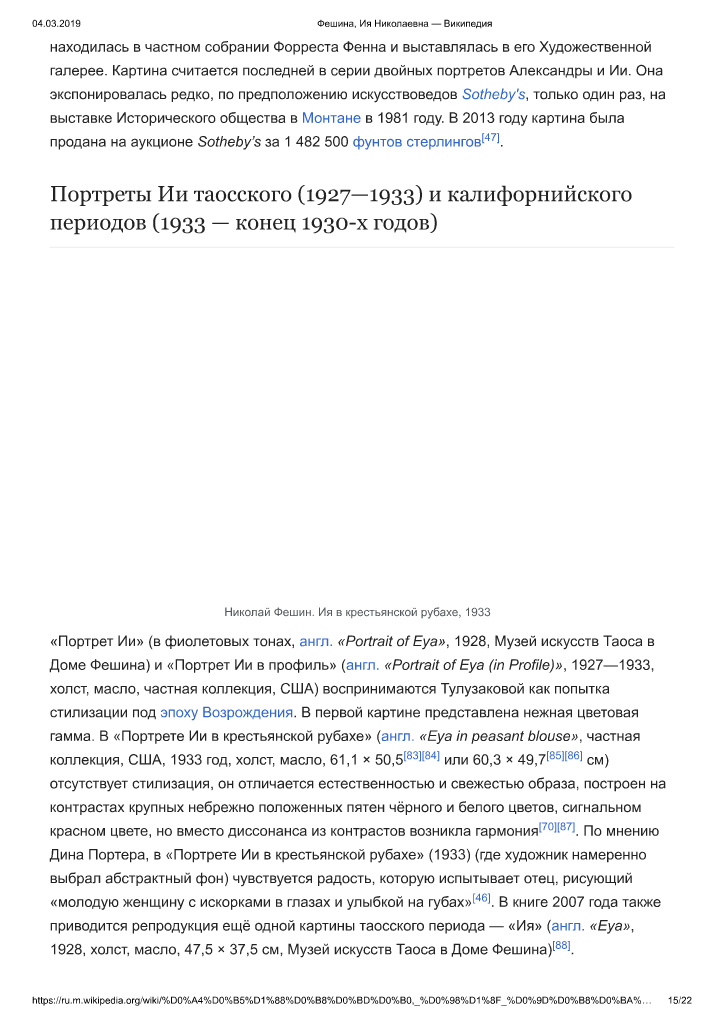 04.03.2019 Фешина, Ия Николаевна — Википедия
находилась в частном собрании Форреста Фенна и выставлялась в его Художественной
галерее. Картина считается последней в серии двойных портретов Александры и Ии. Она
экспонировалась редко, по предположению искусствоведов Sotheby's, только один раз, на
выставке Исторического общества в Монтане в 1981 году. В 2013 году картина была
продана на аукционе Sotheby's за 1 482 500 фунтов стерлингов[47].
Портреты Ии таосского (1927—1933) и калифорнийского
периодов (1933 — конец 1930-х годов)
Николай Фешин. Ия в крестьянской рубахе, 1933
«Портрет Ии» (в фиолетовых тонах, англ. «Portrait of Eya», 1928, Музей искусств Таоса в
Доме Фешина) и «Портрет Ии в профиль» (англ. «Portrait of Eya (in Profile)», 1927—1933,
холст, масло, частная коллекция, США) воспринимаются Тулузаковой как попытка
стилизации под эпоху Возрождения. В первой картине представлена нежная цветовая
гамма. В «Портрете Ии в крестьянской рубахе» (англ. «Eya in peasant blouse», частная
коллекция, США, 1933 год, холст, масло, 61,1 × 50,5[83][84] или 60,3 × 49,7[85][86] см)
отсутствует стилизация, он отличается естественностью и свежестью образа, построен на
контрастах крупных небрежно положенных пятен чёрного и белого цветов, сигнальном
красном цвете, но вместо диссонанса из контрастов возникла гармония[70][87]. По мнению
Дина Портера, в «Портрете Ии в крестьянской рубахе» (1933) (где художник намеренно
выбрал абстрактный фон) чувствуется радость, которую испытывает отец, рисующий
«молодую женщину с искорками в глазах и улыбкой на губах»[46]. В книге 2007 года также
приводится репродукция ещё одной картины таосского периода — «Ия» (англ. «Eya»,
1928, холст, масло, 47,5 × 37,5 см, Музей искусств Таоса в Доме Фешина)[88].
https://ru.m.wikipedia.org/wiki/%D0%A4%D0%B5%D1%88%D0%B8%D0%BD%D0%B0,_%D0%98%D1%8F_%D0%9D%D0%B8%D0%BA%… 15/22